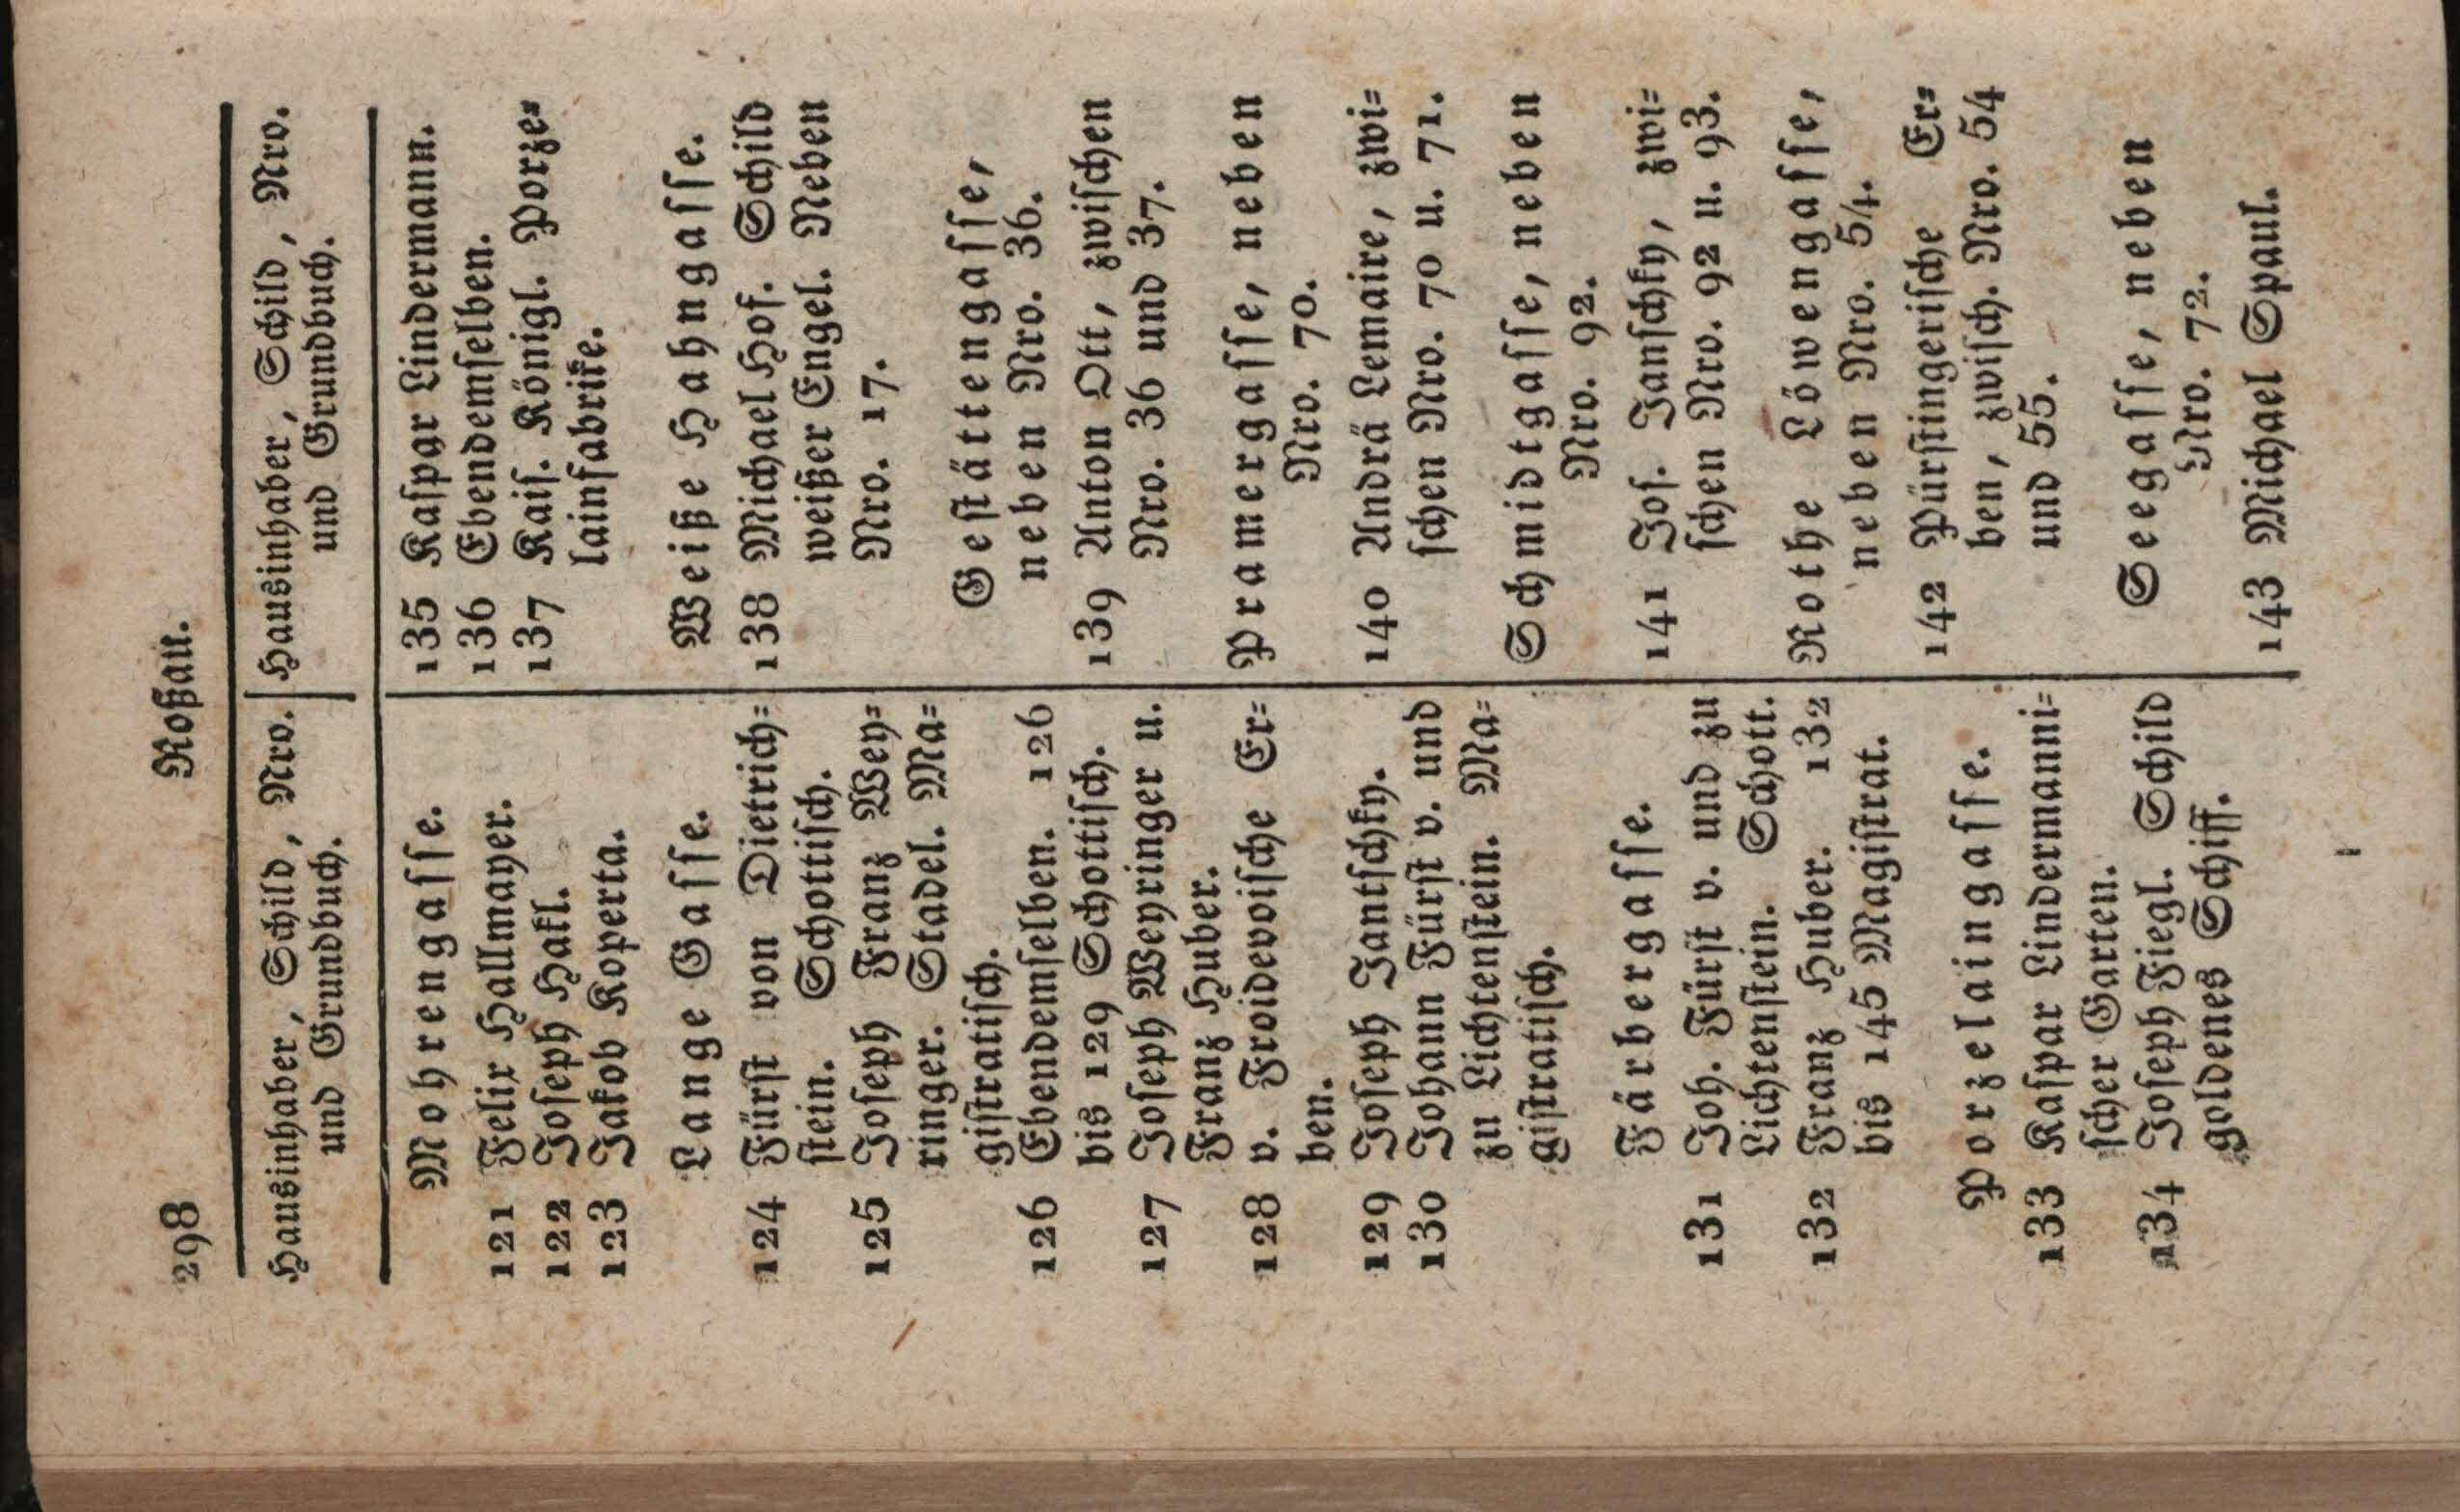 298
Roßau.
Hausinhaber, Schild, Nro.
und Grundbuch.
Hausinhaber, Schild, Nro.
und Grundbuch.
Mohrengasse.
121 Felix Hallmayer.
122 Joseph Hakl.
123 Jakob Koperta.
Lange Gasse.
124 Fürst von Dietrich=
stein. Schottisch.
125 Joseph Franz Wey=
ringer. Stadel. Ma=
gistratisch.
126 Ebendemselben. 126
bis 129 Schottisch.
127 Joseph Weyringer u.
Franz Huber.
128 v. Froidevoische Er=
ben.
129 Joseph Jantschky.
130 Johann Fürst v. und
zu Lichtenstein. Ma=
gistratisch.
Färbergasse.
131 Joh. Fürst v. und zu
Lichtenstein. Schott.
132 Franz Huber. 132
bis 145 Magistrat.
Porzelaingasse.
133 Kaspar Lindermanni=
scher Garten.
134 Joseph Fiegl. Schild
goldenes Schiff.
135 Kaspar Lindermann.
136 Ebendemselben.
137 Kais. Königl. Porze=
lainfabrike.
Weiße Hahngasse.
138 Michael Hof. Schild
weißer Engel. Neben
Nro. 17.
Gestättengasse,
neben Nro. 36.
139 Anton Ott, zwischen
Nro. 36 und 37.
Pramergasse, neben
Nro. 70.
140 Andrä Lemaire, zwi=
schen Nro. 70 u. 71.
Schmidtgasse, neben
Nro. 92.
141 Jos. Janschky, zwi=
schen Nro. 92 u. 93.
Rothe Löwengasse,
neben Nro. 54.
142 Pürstingerische Er=
ben, zwisch. Nro. 54
und 55.
Seegasse, neben
Nro. 72.
143 Michael Spaul.